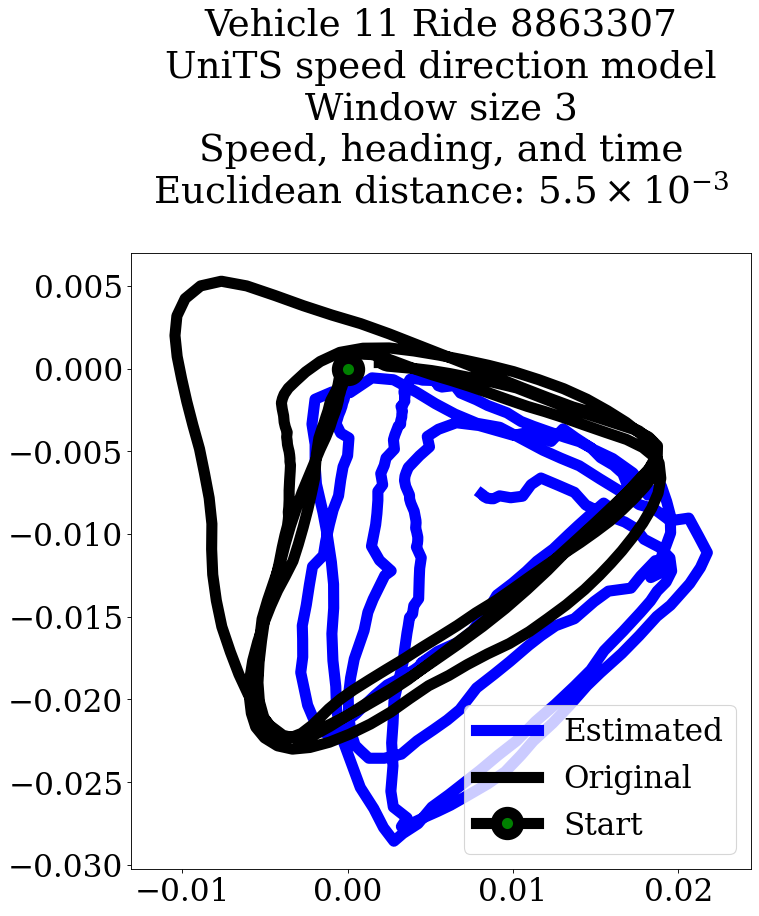 Vehicle 11 Ride 8863307
UniTS speed direction model
Window size 3
Speed, heading, and time
Euclidean distance: 5.5 × 10⁻³
0.005
0.000
−0.005
−0.010
−0.015
−0.020
−0.025
−0.030
Estimated
Original
Start
−0.01 0.00 0.01 0.02